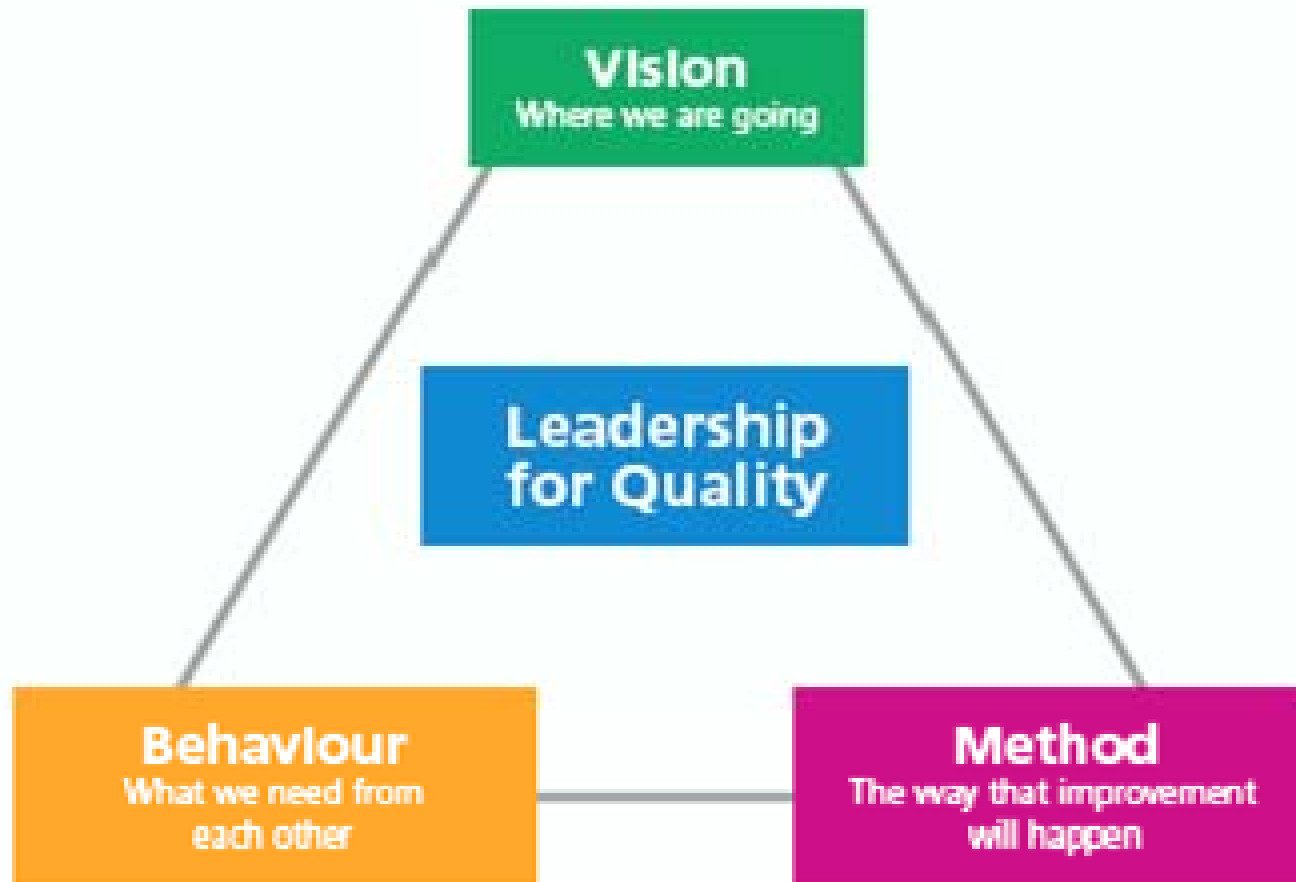 Vision
Where we are going
Leadership
for Quality
Behaviour
What we need from
each other
Method
The way that improvement
will happen